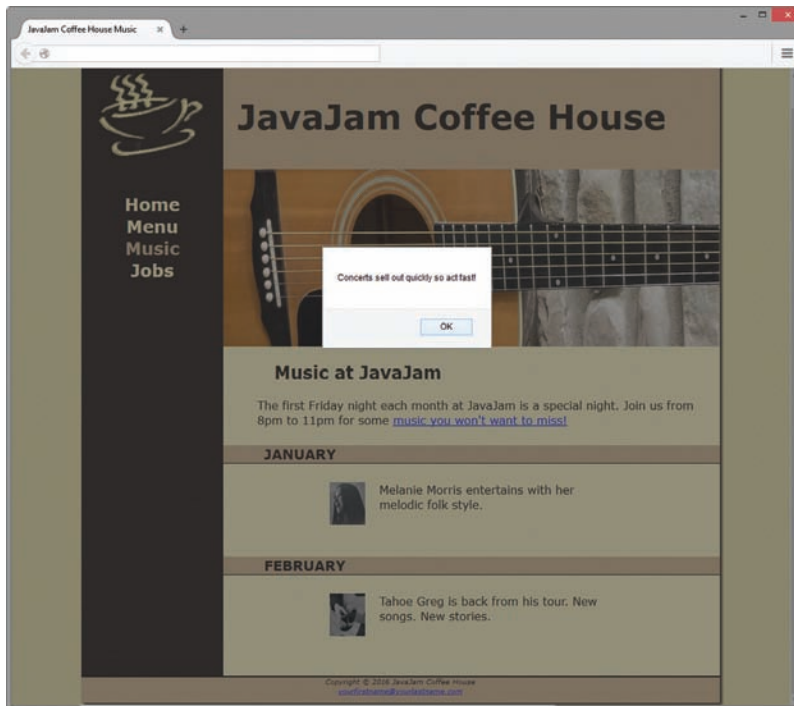 JavaJam Coffee House Music
JavaJam Coffee House
Home
Menu
Music
Jobs
Concerts sell out quickly so act fast!
OK
Music at JavaJam
The first Friday night each month at JavaJam is a special night. Join us from
8pm to 11pm for some music you won't want to miss!
JANUARY
Melanie Morris entertains with her
melodic folk style.
FEBRUARY
Tahoe Greg is back from his tour. New
songs. New stories.
Copyright © 2016 JavaJam Coffee House
yourfirstname@yourlastname.com